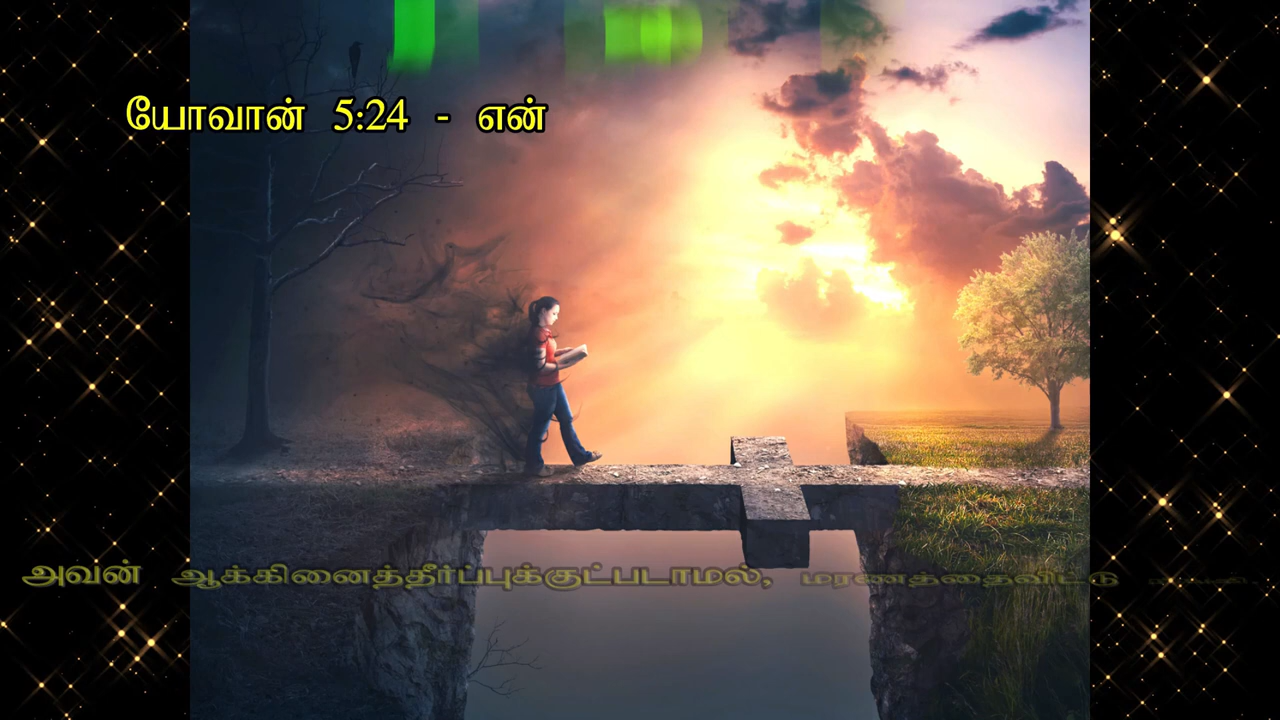 யோவான் 5:24 - என்
அவன் ஆக்கினைத்தீர்ப்புக்குட்படாமல், மரணத்தைவிட்டு